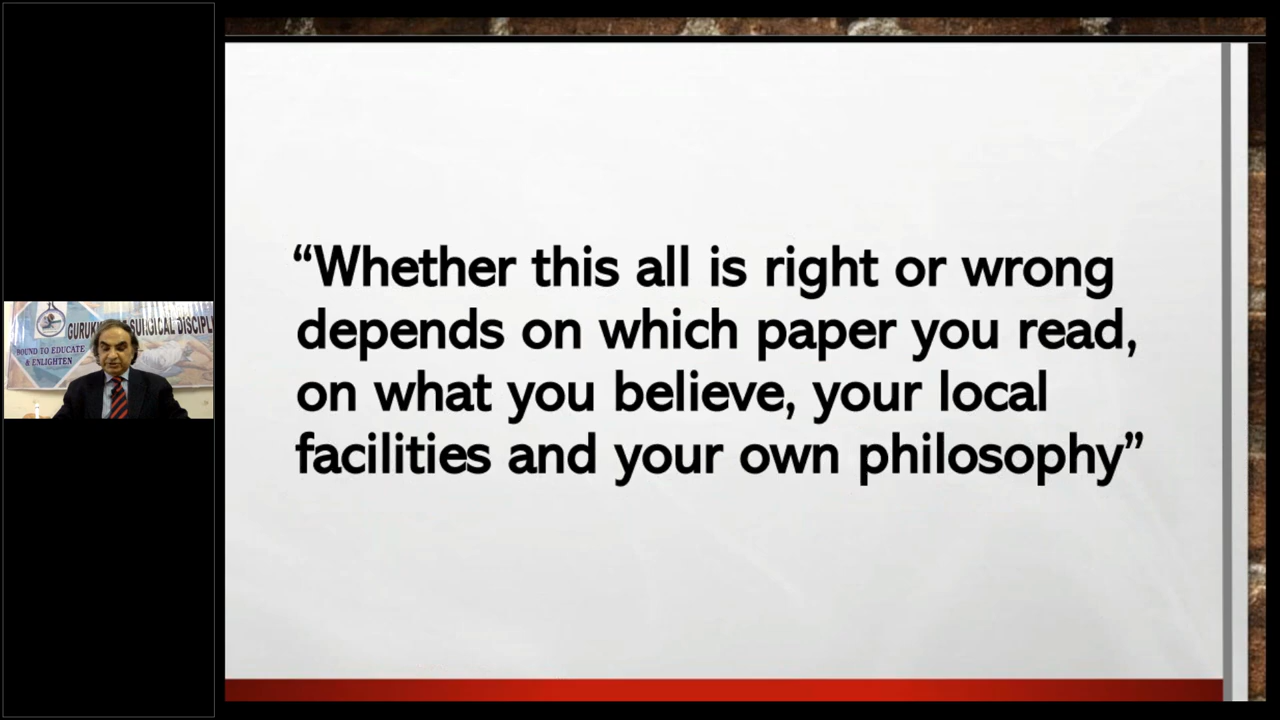 “Whether this all is right or wrong
depends on which paper you read,
on what you believe, your local
facilities and your own philosophy”
SURGICAL
BOUND TO EDUCATE
& ENLIGHTEN